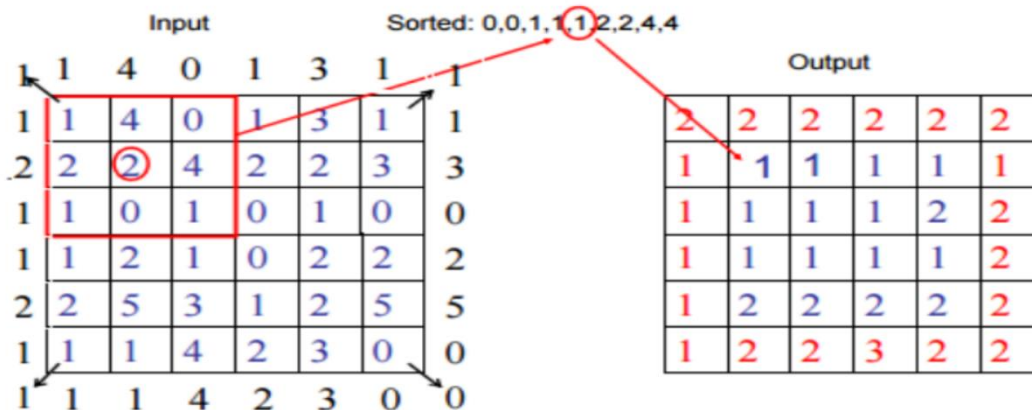 Input Sorted: 0,0,1,1,1,2,2,4,4
Output
1 1 4 0 1 3 1 1
1 1 4 0 1 3 1 1 2 2 2 2 2 2
.2 2 2 4 2 2 3 3 1 1 1 1 1 1
1 1 0 1 0 1 0 0 1 1 1 1 2 2
1 1 2 1 0 2 2 2 1 1 1 1 1 2
2 2 5 3 1 2 5 5 1 2 2 2 2 2
1 1 1 4 2 3 0 0 1 2 2 3 2 2
1 1 1 4 2 3 0 0